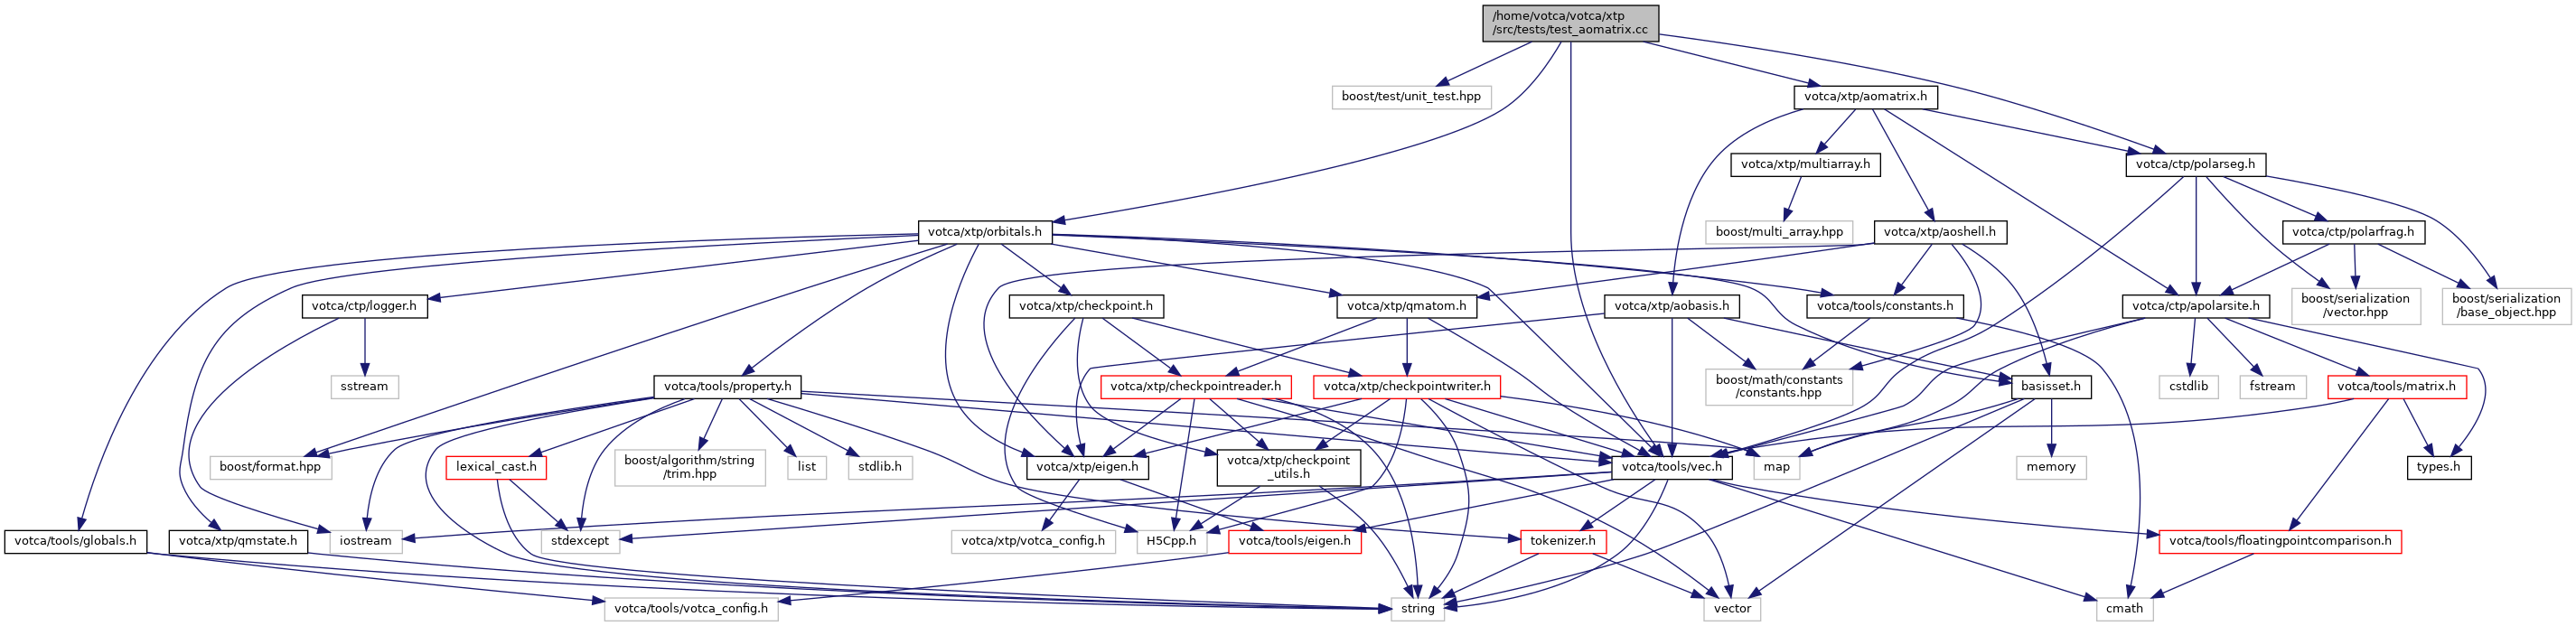 /home/votca/votca/xtp
/src/tests/test_aomatrix.cc
boost/test/unit_test.hpp
votca/xtp/aomatrix.h
votca/xtp/multiarray.h
votca/ctp/polarseg.h
votca/xtp/orbitals.h
boost/multi_array.hpp
votca/xtp/aoshell.h
votca/ctp/polarfrag.h
votca/ctp/logger.h
votca/xtp/checkpoint.h
votca/xtp/qmatom.h
votca/xtp/aobasis.h
votca/tools/constants.h
votca/ctp/apolarsite.h
boost/serialization
/vector.hpp
boost/serialization
/base_object.hpp
sstream
votca/tools/property.h
votca/xtp/checkpointreader.h
votca/xtp/checkpointwriter.h
boost/math/constants
/constants.hpp
basisset.h
cstdlib
fstream
votca/tools/matrix.h
boost/format.hpp
lexical_cast.h
boost/algorithm/string
/trim.hpp
list
stdlib.h
votca/xtp/eigen.h
votca/xtp/checkpoint
_utils.h
votca/tools/vec.h
map
memory
types.h
votca/tools/globals.h
votca/xtp/qmstate.h
iostream
stdexcept
votca/xtp/votca_config.h
H5Cpp.h
votca/tools/eigen.h
tokenizer.h
votca/tools/floatingpointcomparison.h
votca/tools/votca_config.h
string
vector
cmath